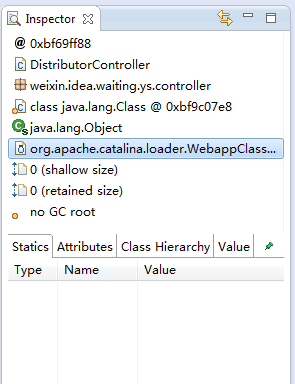 Inspector
@ 0xbf69ff88
DistributorController
weixin.idea.waiting.ys.controller
class java.lang.Class @ 0xbf9c07e8
java.lang.Object
org.apache.catalina.loader.WebappClass...
0 (shallow size)
0 (retained size)
no GC root
Statics Attributes Class Hierarchy Value
Type Name Value